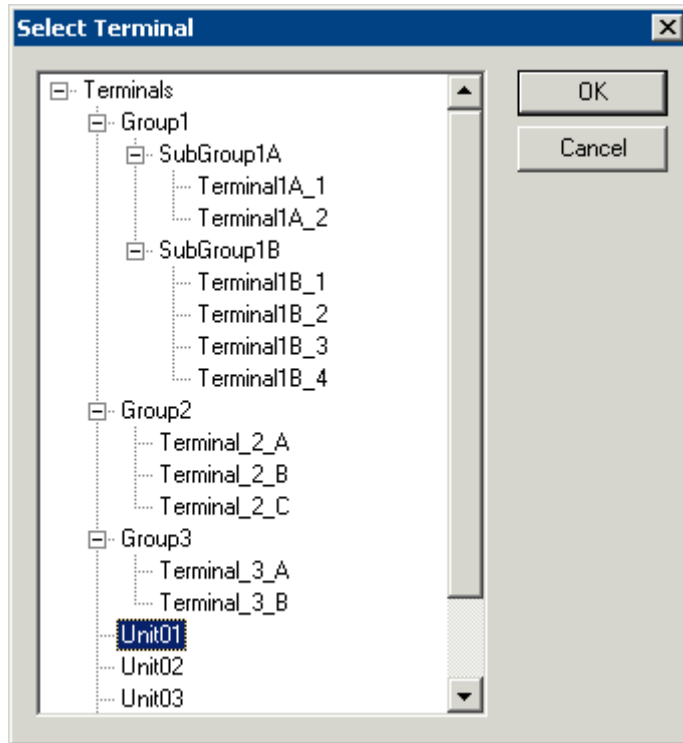 Select Terminal
Terminals
OK
Group1
Cancel
SubGroup1A
Terminal1A_1
Terminal1A_2
SubGroup1B
Terminal1B_1
Terminal1B_2
Terminal1B_3
Terminal1B_4
Group2
Terminal_2_A
Terminal_2_B
Terminal_2_C
Group3
Terminal_3_A
Terminal_3_B
Unit01
Unit02
Unit03